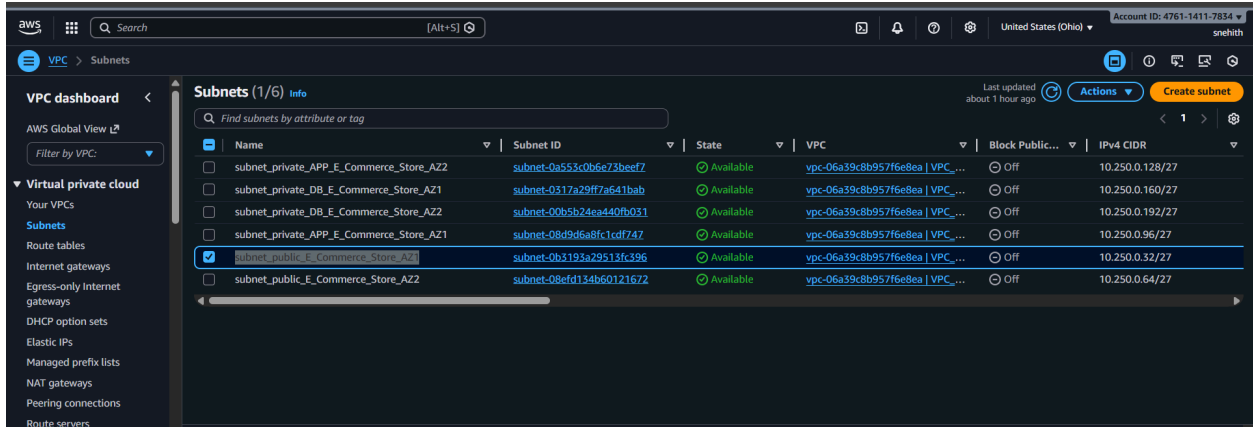 aws Search [Alt+S] United States (Ohio) Account ID: 4761-1411-7834
snehith
VPC > Subnets
VPC dashboard
AWS Global View
Filter by VPC:
Virtual private cloud
Your VPCs
Subnets
Route tables
Internet gateways
Egress-only Internet
gateways
DHCP option sets
Elastic IPs
Managed prefix lists
NAT gateways
Peering connections
Route servers
Subnets (1/6) Info
Last updated
about 1 hour ago
Actions
Create subnet
Find subnets by attribute or tag
1
Name Subnet ID State VPC Block Public... IPv4 CIDR
subnet_private_APP_E_Commerce_Store_AZ2 subnet-0a553c0b6e73beef7 Available vpc-06a39c8b957f6e8ea | VPC_... Off 10.250.0.128/27
subnet_private_DB_E_Commerce_Store_AZ1 subnet-0317a29ff7a641bab Available vpc-06a39c8b957f6e8ea | VPC_... Off 10.250.0.160/27
subnet_private_DB_E_Commerce_Store_AZ2 subnet-00b5b24ea440fb031 Available vpc-06a39c8b957f6e8ea | VPC_... Off 10.250.0.192/27
subnet_private_APP_E_Commerce_Store_AZ1 subnet-08d9d6a8fc1cdf747 Available vpc-06a39c8b957f6e8ea | VPC_... Off 10.250.0.96/27
subnet_public_E_Commerce_Store_AZ1 subnet-0b3193a29513fc396 Available vpc-06a39c8b957f6e8ea | VPC_... Off 10.250.0.32/27
subnet_public_E_Commerce_Store_AZ2 subnet-08efd134b60121672 Available vpc-06a39c8b957f6e8ea | VPC_... Off 10.250.0.64/27